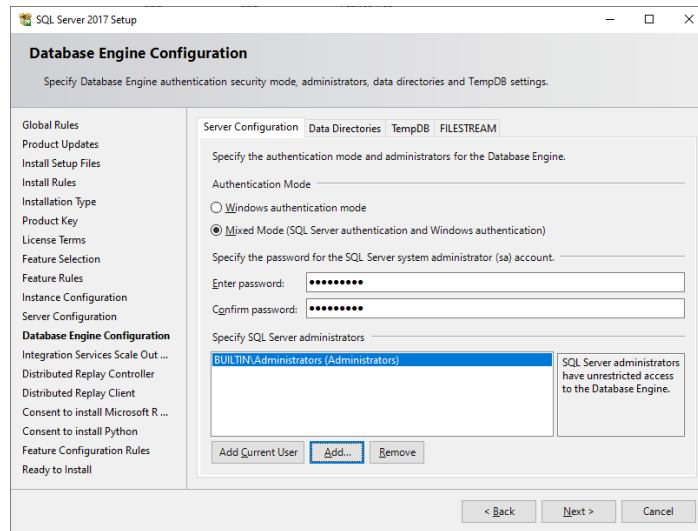 SQL Server 2017 Setup
Database Engine Configuration
Specify Database Engine authentication security mode, administrators, data directories and TempDB settings.
Global Rules
Product Updates
Install Setup Files
Install Rules
Installation Type
Product Key
License Terms
Feature Selection
Feature Rules
Instance Configuration
Server Configuration
Database Engine Configuration
Integration Services Scale Out ...
Distributed Replay Controller
Distributed Replay Client
Consent to install Microsoft R ...
Consent to install Python
Feature Configuration Rules
Ready to Install
Server Configuration Data Directories TempDB FILESTREAM
Specify the authentication mode and administrators for the Database Engine.
Authentication Mode
Windows authentication mode
Mixed Mode (SQL Server authentication and Windows authentication)
Specify the password for the SQL Server system administrator (sa) account.
Enter password: ●●●●●●●●●
Confirm password: ●●●●●●●●●
Specify SQL Server administrators
BUILTIN\Administrators (Administrators)
SQL Server administrators
have unrestricted access
to the Database Engine.
Add Current User Add... Remove
< Back Next > Cancel